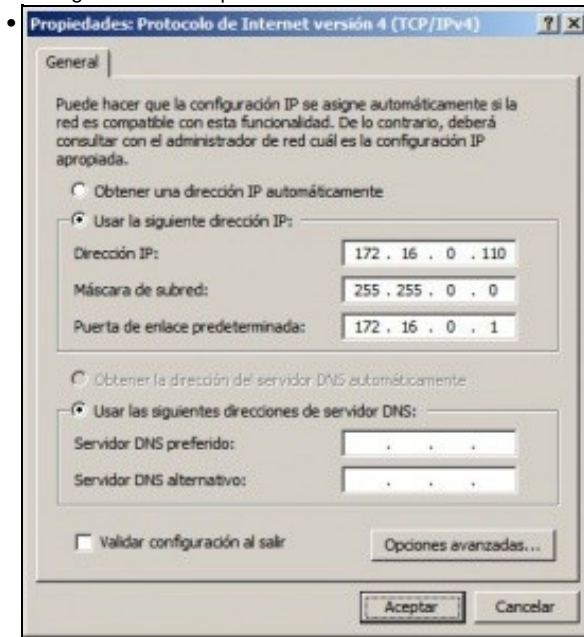 Propiedades: Protocolo de Internet versión 4 (TCP/IPv4)
General
Puede hacer que la configuración IP se asigne automáticamente si la
red es compatible con esta funcionalidad. De lo contrario, deberá
consultar con el administrador de red cuál es la configuración IP
apropiada.
Obtener una dirección IP automáticamente
Usar la siguiente dirección IP:
Dirección IP: 172 . 16 . 0 . 110
Máscara de subred: 255 . 255 . 0 . 0
Puerta de enlace predeterminada: 172 . 16 . 0 . 1
Obtener la dirección del servidor DNS automáticamente
Usar las siguientes direcciones de servidor DNS:
Servidor DNS preferido: . . .
Servidor DNS alternativo: . . .
Validar configuración al salir
Opciones avanzadas...
Aceptar Cancelar